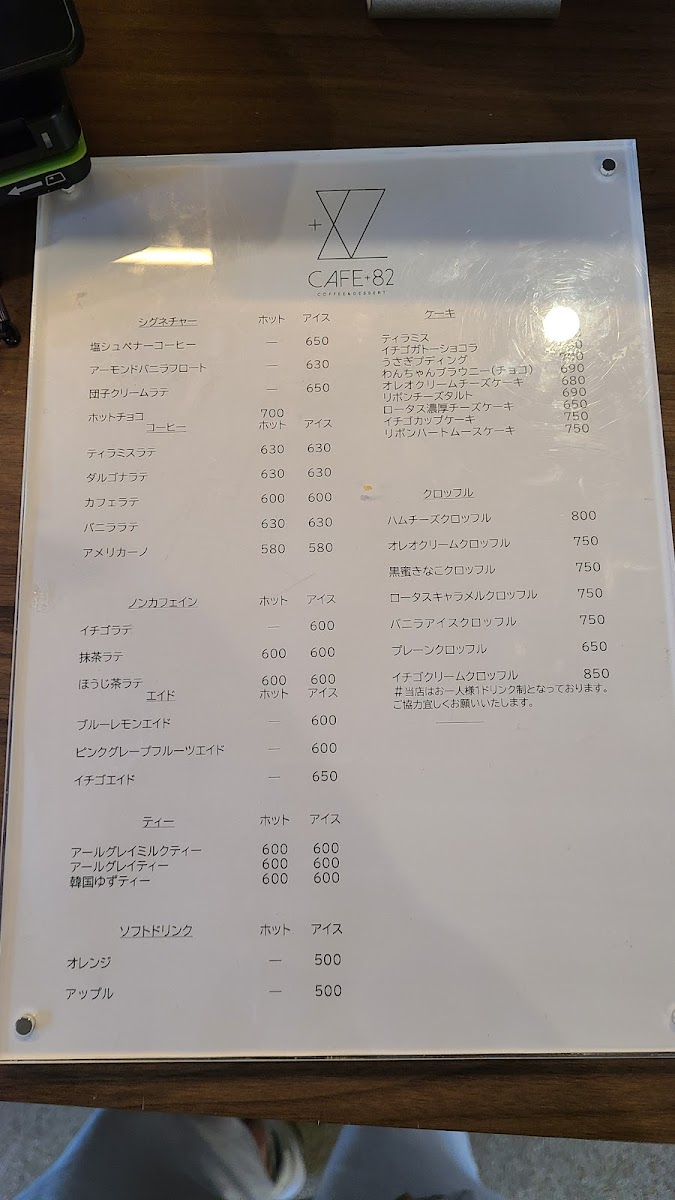 CAFE+82
COFFEE&DESSERT
シグネチャー ホット アイス
塩シュペナーコーヒー — 650
アーモンドバニラフロート — 630
団子クリームラテ — 650
ホットチョコ 700
コーヒー ホット アイス
ティラミスラテ 630 630
ダルゴナラテ 630 630
カフェラテ 600 600
バニララテ 630 630
アメリカーノ 580 580
ノンカフェイン ホット アイス
イチゴラテ — 600
抹茶ラテ 600 600
ほうじ茶ラテ 600 600
エイド ホット アイス
ブルーレモンエイド — 600
ピンクグレープフルーツエイド — 600
イチゴエイド — 650
ティー ホット アイス
アールグレイミルクティー 600 600
アールグレイティー 600 600
韓国ゆずティー 600 600
ソフトドリンク ホット アイス
オレンジ — 500
アップル — 500
ケーキ
ティラミス
イチゴガトーショコラ
うさぎプディング
わんちゃんブラウニー(チョコ) 690
オレオクリームチーズケーキ 680
リボンチーズタルト 690
ロータス濃厚チーズケーキ 650
イチゴカップケーキ 750
リボンハートムースケーキ 750
クロッフル
ハムチーズクロッフル 800
オレオクリームクロッフル 750
黒蜜きなこクロッフル 750
ロータスキャラメルクロッフル 750
バニラアイスクロッフル 750
プレーンクロッフル 650
イチゴクリームクロッフル 850
#当店はお一人様1ドリンク制となっております。
ご協力宜しくお願いいたします。